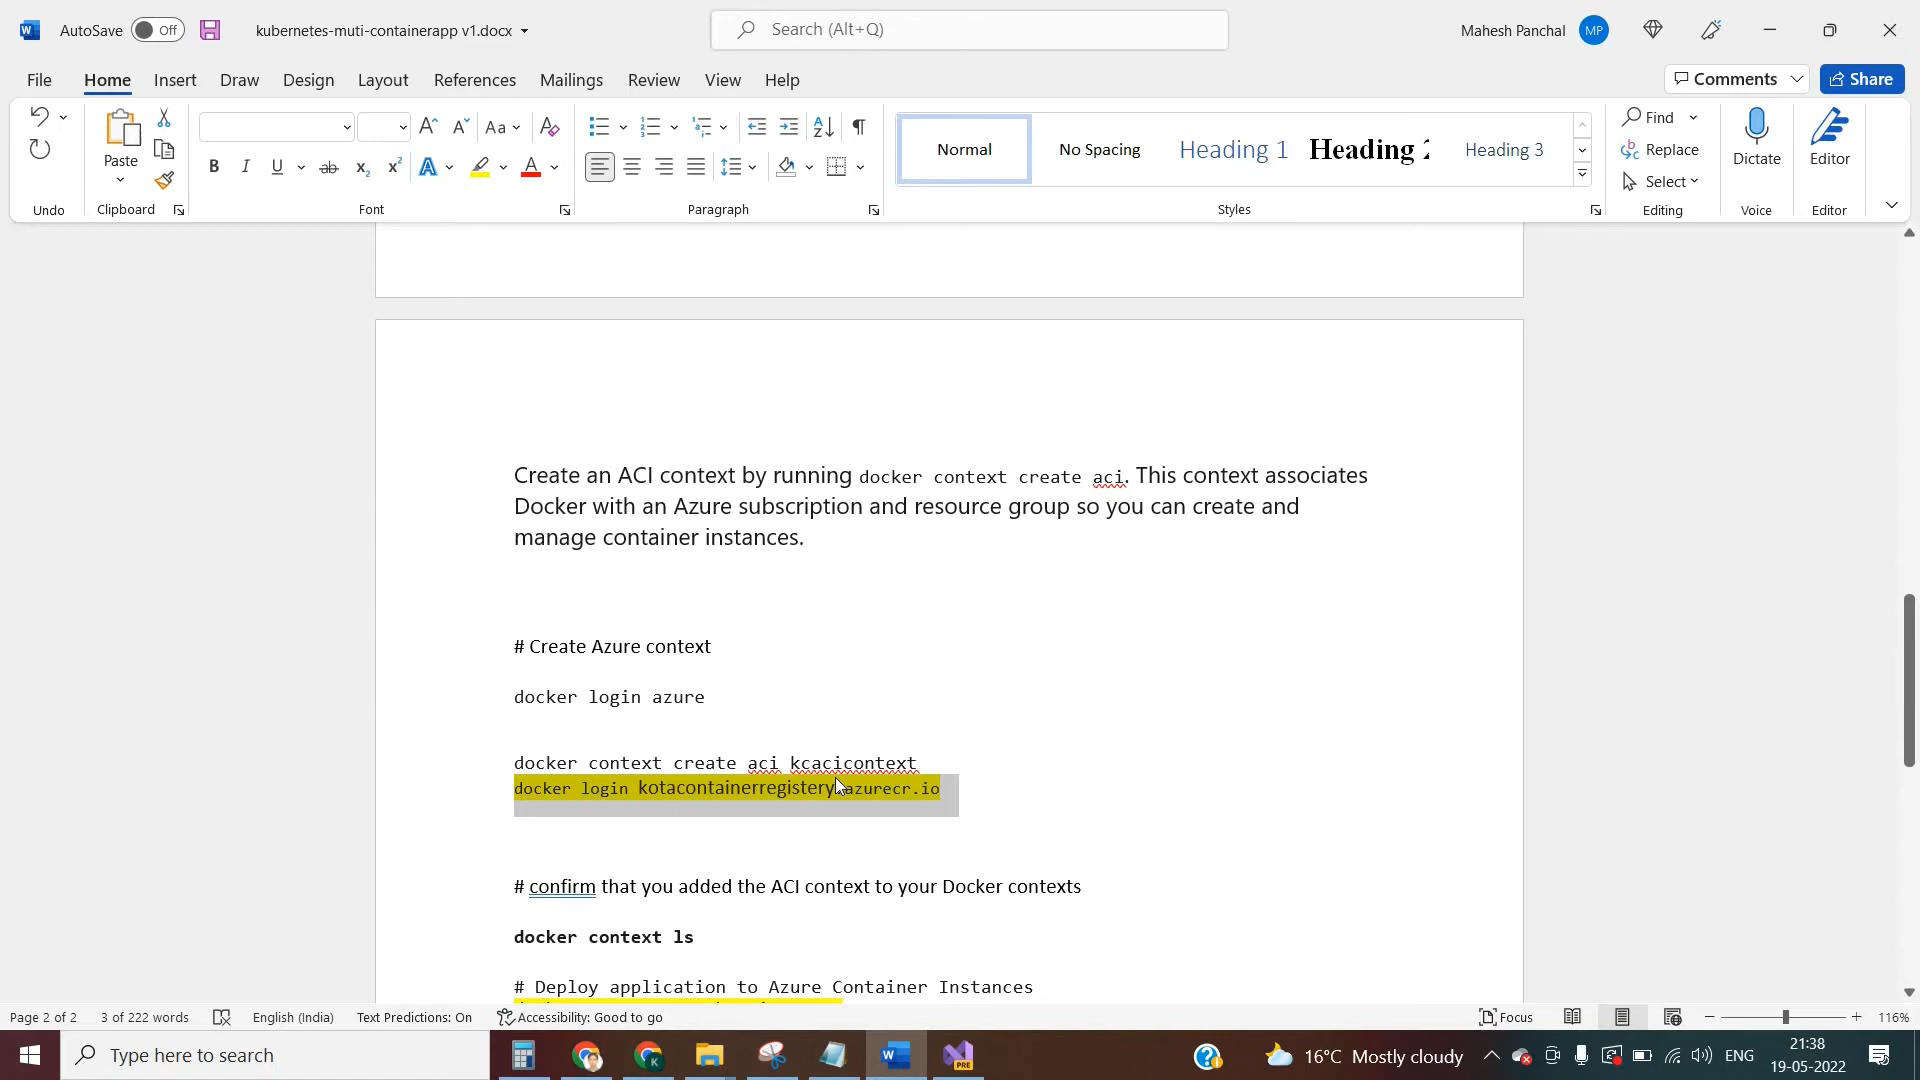 AutoSave Off kubernetes-muti-containerapp v1.docx Search (Alt+Q) Mahesh Panchal MP
File Home Insert Draw Design Layout References Mailings Review View Help Comments Share
Paste Aa A A Normal No Spacing Heading 1 Heading 2 Heading 3 Find Replace Select Dictate Editor
B I U ab x₂ x² A A
Undo Clipboard Font Paragraph Styles Editing Voice Editor
Create an ACI context by running docker context create aci. This context associates
Docker with an Azure subscription and resource group so you can create and
manage container instances.
# Create Azure context
docker login azure
docker context create aci kcacicontext
docker login kotacontainerregistery.azurecr.io
# confirm that you added the ACI context to your Docker contexts
docker context ls
# Deploy application to Azure Container Instances
Page 2 of 2 3 of 222 words English (India) Text Predictions: On Accessibility: Good to go Focus 116%
Type here to search 16°C Mostly cloudy ENG 21:38
19-05-2022